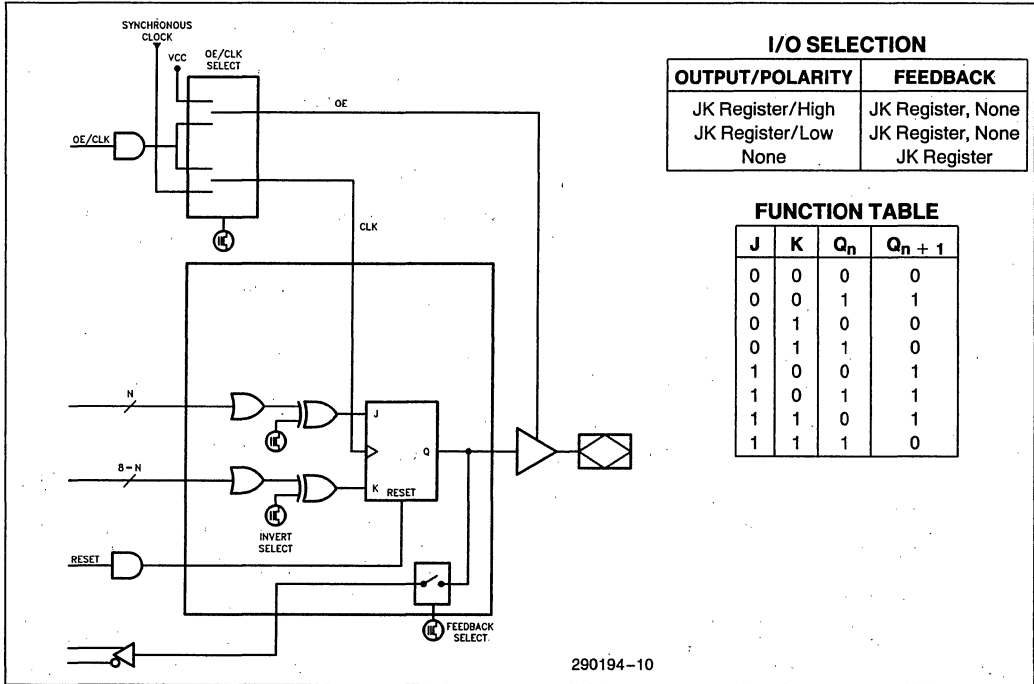 SYNCHRONOUS
CLOCK
VCC
OE/CLK
SELECT
OE
OE/CLK
CLK
N
J
Q
8-N
K
RESET
INVERT
SELECT
RESET
FEEDBACK
SELECT
290194-10
I/O SELECTION
OUTPUT/POLARITY FEEDBACK
JK Register/High JK Register, None
JK Register/Low JK Register, None
None JK Register
FUNCTION TABLE
J K Qn Qn + 1
0 0 0 0
0 0 1 1
0 1 0 0
0 1 1 0
1 0 0 1
1 0 1 1
1 1 0 1
1 1 1 0